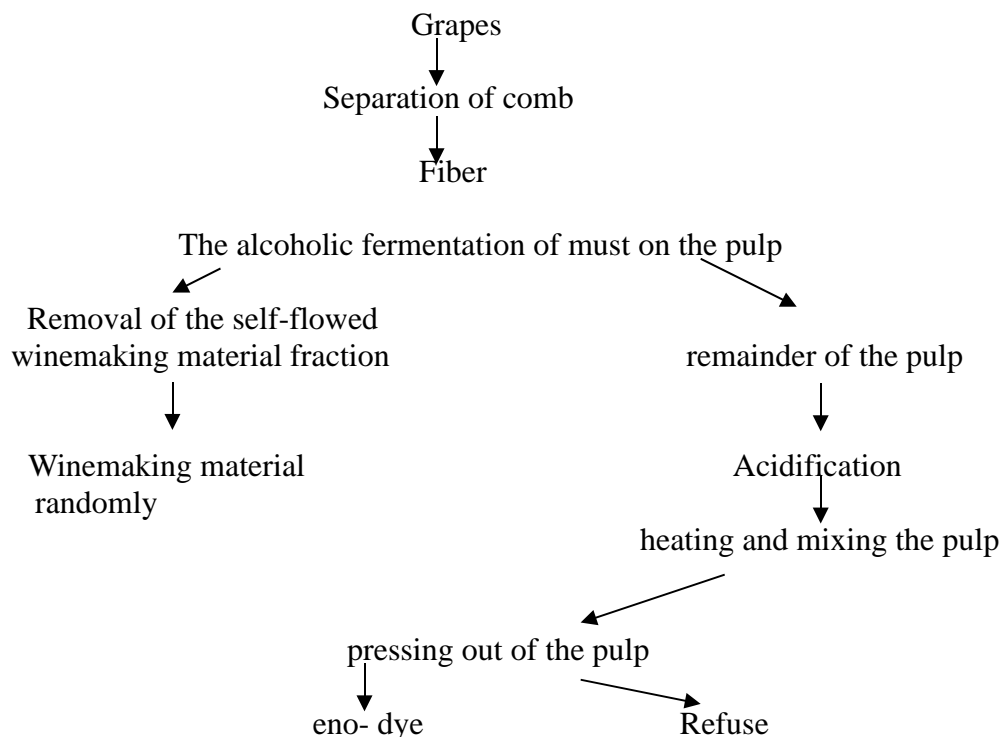 Grapes
Separation of comb
Fiber
The alcoholic fermentation of must on the pulp
Removal of the self-flowed
winemaking material fraction
remainder of the pulp
Winemaking material
randomly
Acidification
heating and mixing the pulp
pressing out of the pulp
eno- dye
Refuse